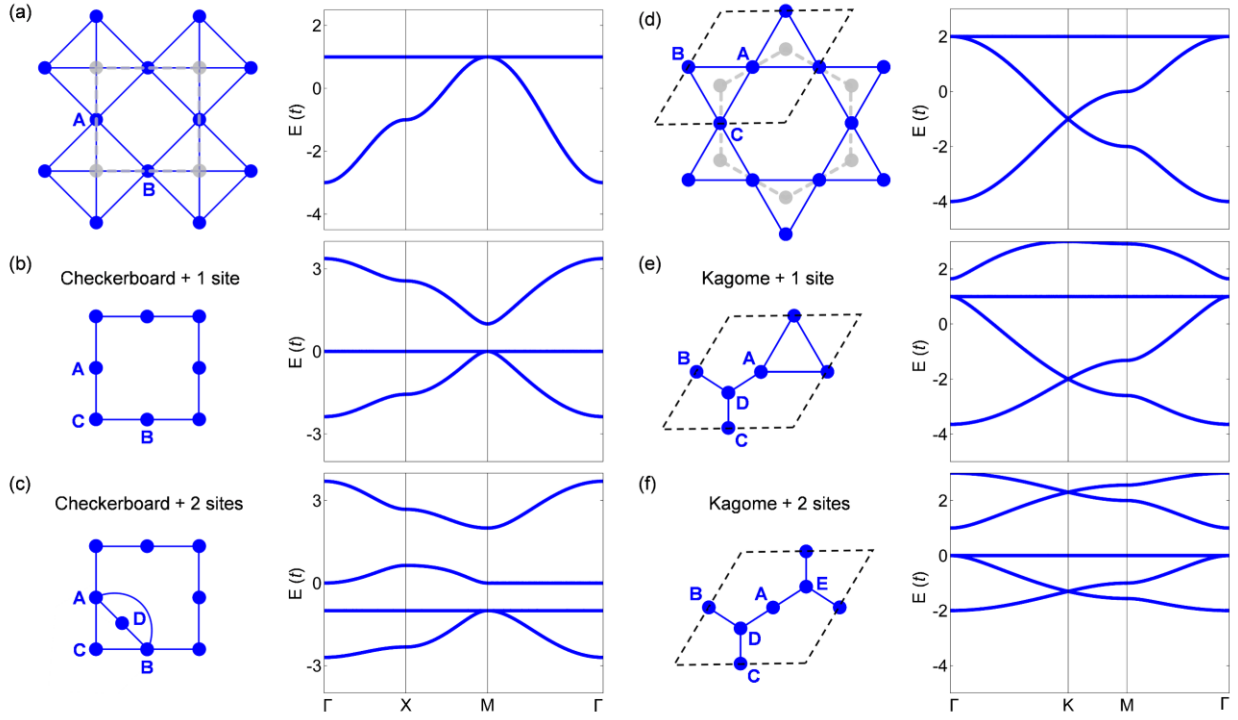 (a)
A
B
E (t)
2
0
-2
-4
(b)
Checkerboard + 1 site
A
C
B
E (t)
3
0
-3
(c)
Checkerboard + 2 sites
A
D
C
B
E (t)
3
0
-3
Γ X M Γ
(d)
B A
C
E (t)
2
0
-2
-4
(e)
Kagome + 1 site
B A
D
C
E (t)
2
0
-2
-4
(f)
Kagome + 2 sites
E
B A
D
C
E (t)
2
0
-2
-4
Γ K M Γ